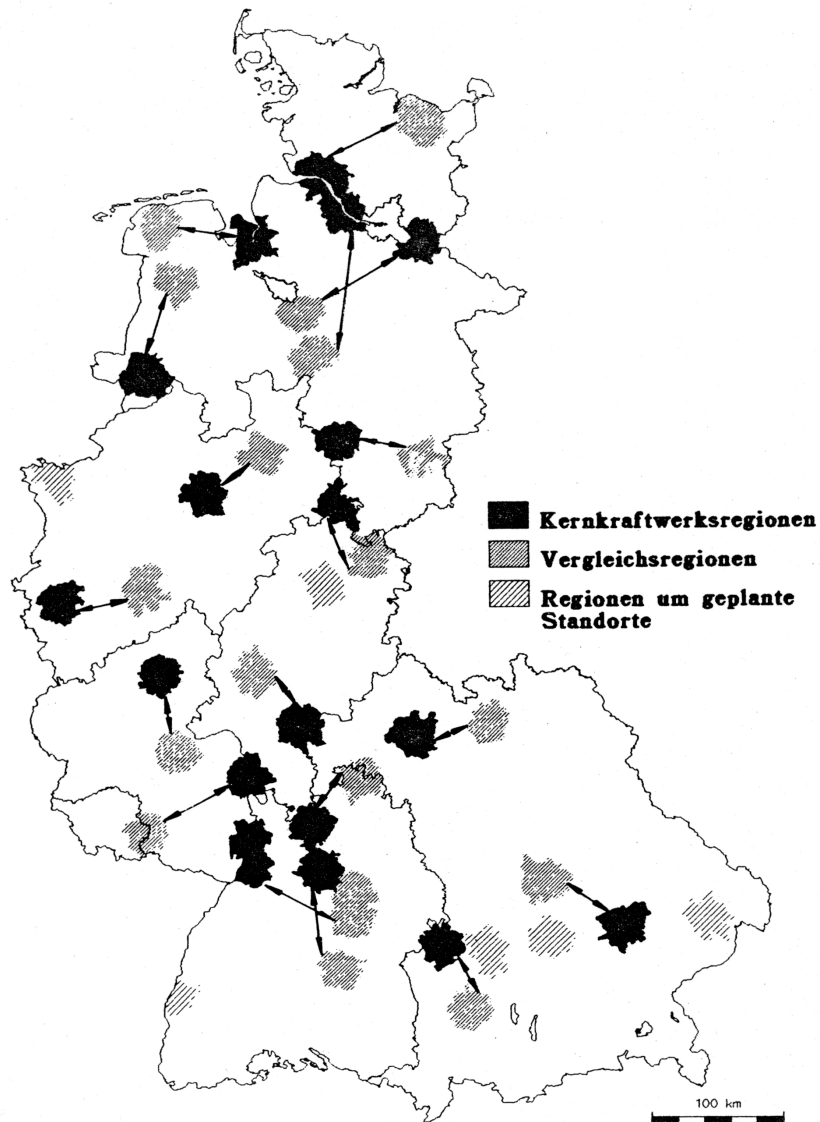 Kernkraftwerksregionen
Vergleichsregionen
Regionen um geplante
Standorte
100 km